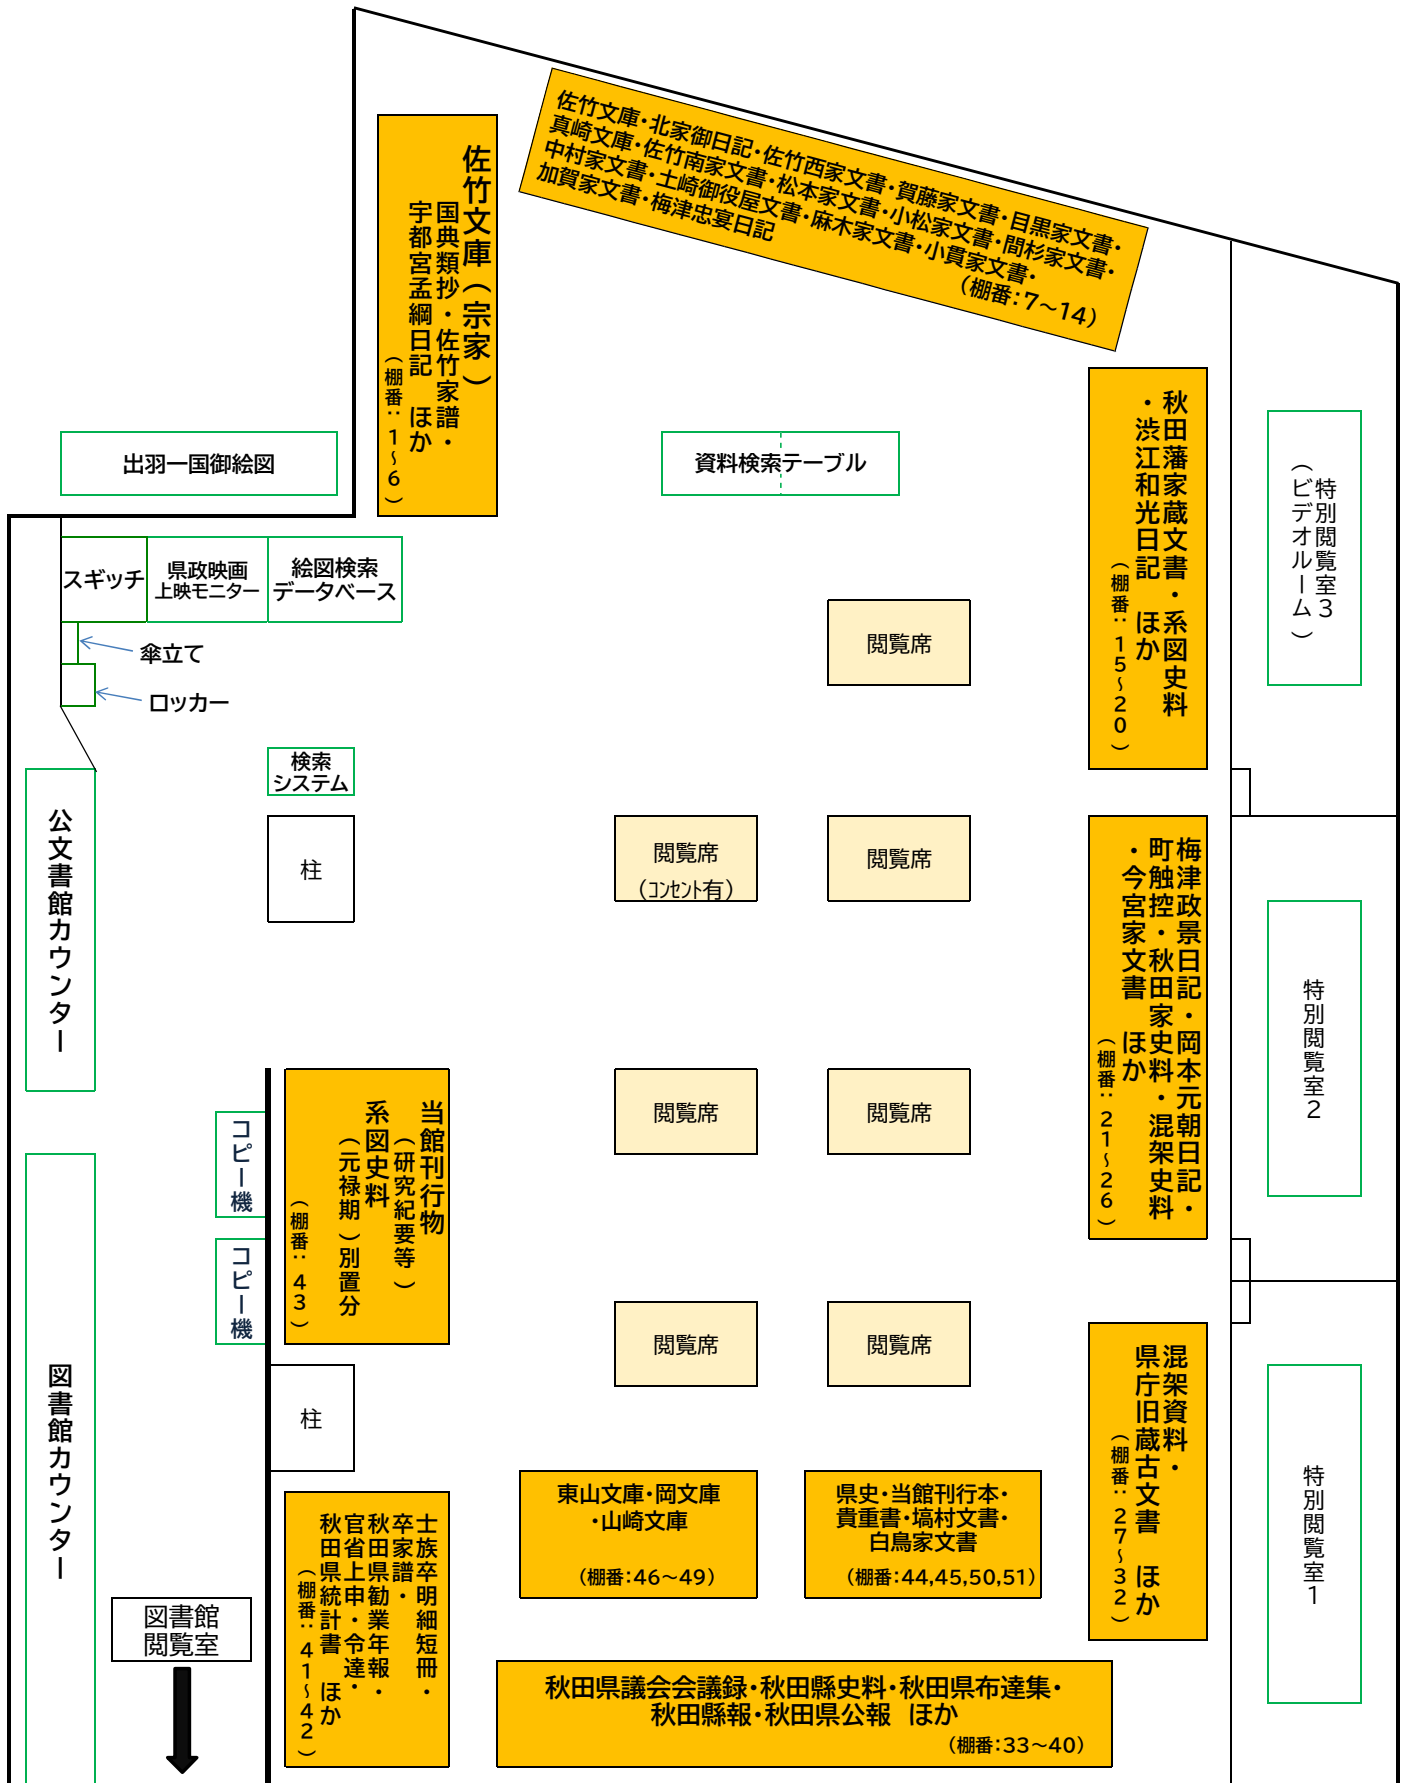 佐竹文庫・北家御日記・佐竹西家文書・賀藤家文書・目黒家文書・
真崎文庫・佐竹南家文書・松本家文書・小松家文書・間杉家文書・
中村家文書・土崎御役屋文書・麻木家文書・小貫家文書・
加賀家文書・梅津忠宴日記
（棚番：7～14）
佐竹文庫（宗家）
国典類抄・佐竹家譜・
宇都宮孟綱日記　ほか
（棚番：1～6）
出羽一国御絵図
資料検索テーブル
秋田藩家蔵文書・系図史料
・渋江和光日記　ほか
（棚番：15～20）
特別閲覧室3
（ビデオルーム）
スギッチ
県政映画
上映モニター
絵図検索
データベース
傘立て
ロッカー
閲覧席
検索
システム
公文書館カウンター
柱
閲覧席
（コンセント有）
閲覧席
梅津政景日記・岡本元朝日記・
町触控・秋田家史料・混架史料
・今宮家文書　ほか
（棚番：21～26）
特別閲覧室2
コピー機
当館刊行物
（研究紀要等）
系図史料
（元禄期）別置分
（棚番：43）
閲覧席
閲覧席
コピー機
図書館カウンター
閲覧席
閲覧席
混架資料・
県庁旧蔵古文書　ほか
（棚番：27～32）
特別閲覧室1
柱
東山文庫・岡文庫
・山崎文庫
（棚番：46～49）
県史・当館刊行本・
貴重書・塙村文書・
白鳥家文書
（棚番：44,45,50,51）
士族卒明細短冊・
卒家譜・
秋田県勧業年報・
官省上申・令達・
秋田県統計書　ほか
（棚番：41～42）
図書館
閲覧室
秋田県議会会議録・秋田縣史料・秋田県布達集・
秋田縣報・秋田県公報　ほか
（棚番：33～40）